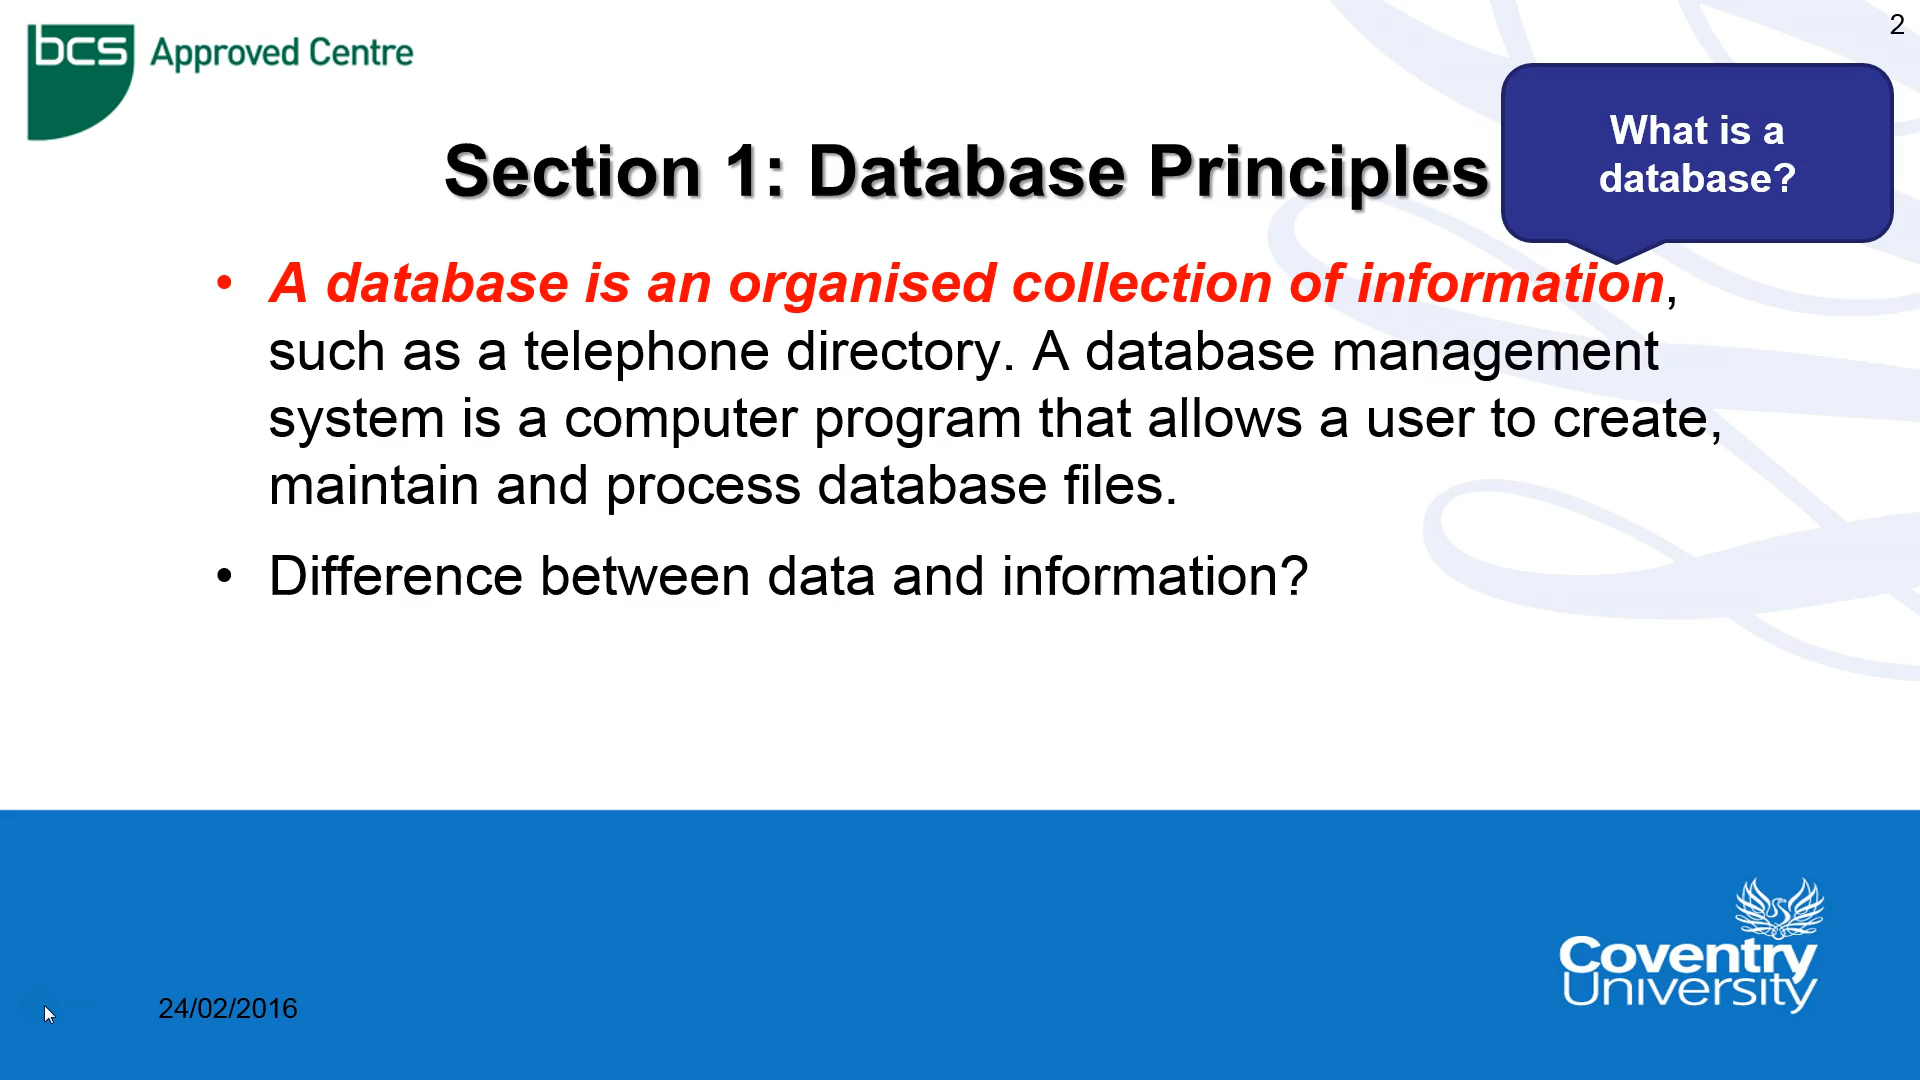 2
bcs Approved Centre
What is a
database?
Section 1: Database Principles
• A database is an organised collection of information,
such as a telephone directory. A database management
system is a computer program that allows a user to create,
maintain and process database files.
• Difference between data and information?
24/02/2016
Coventry
University